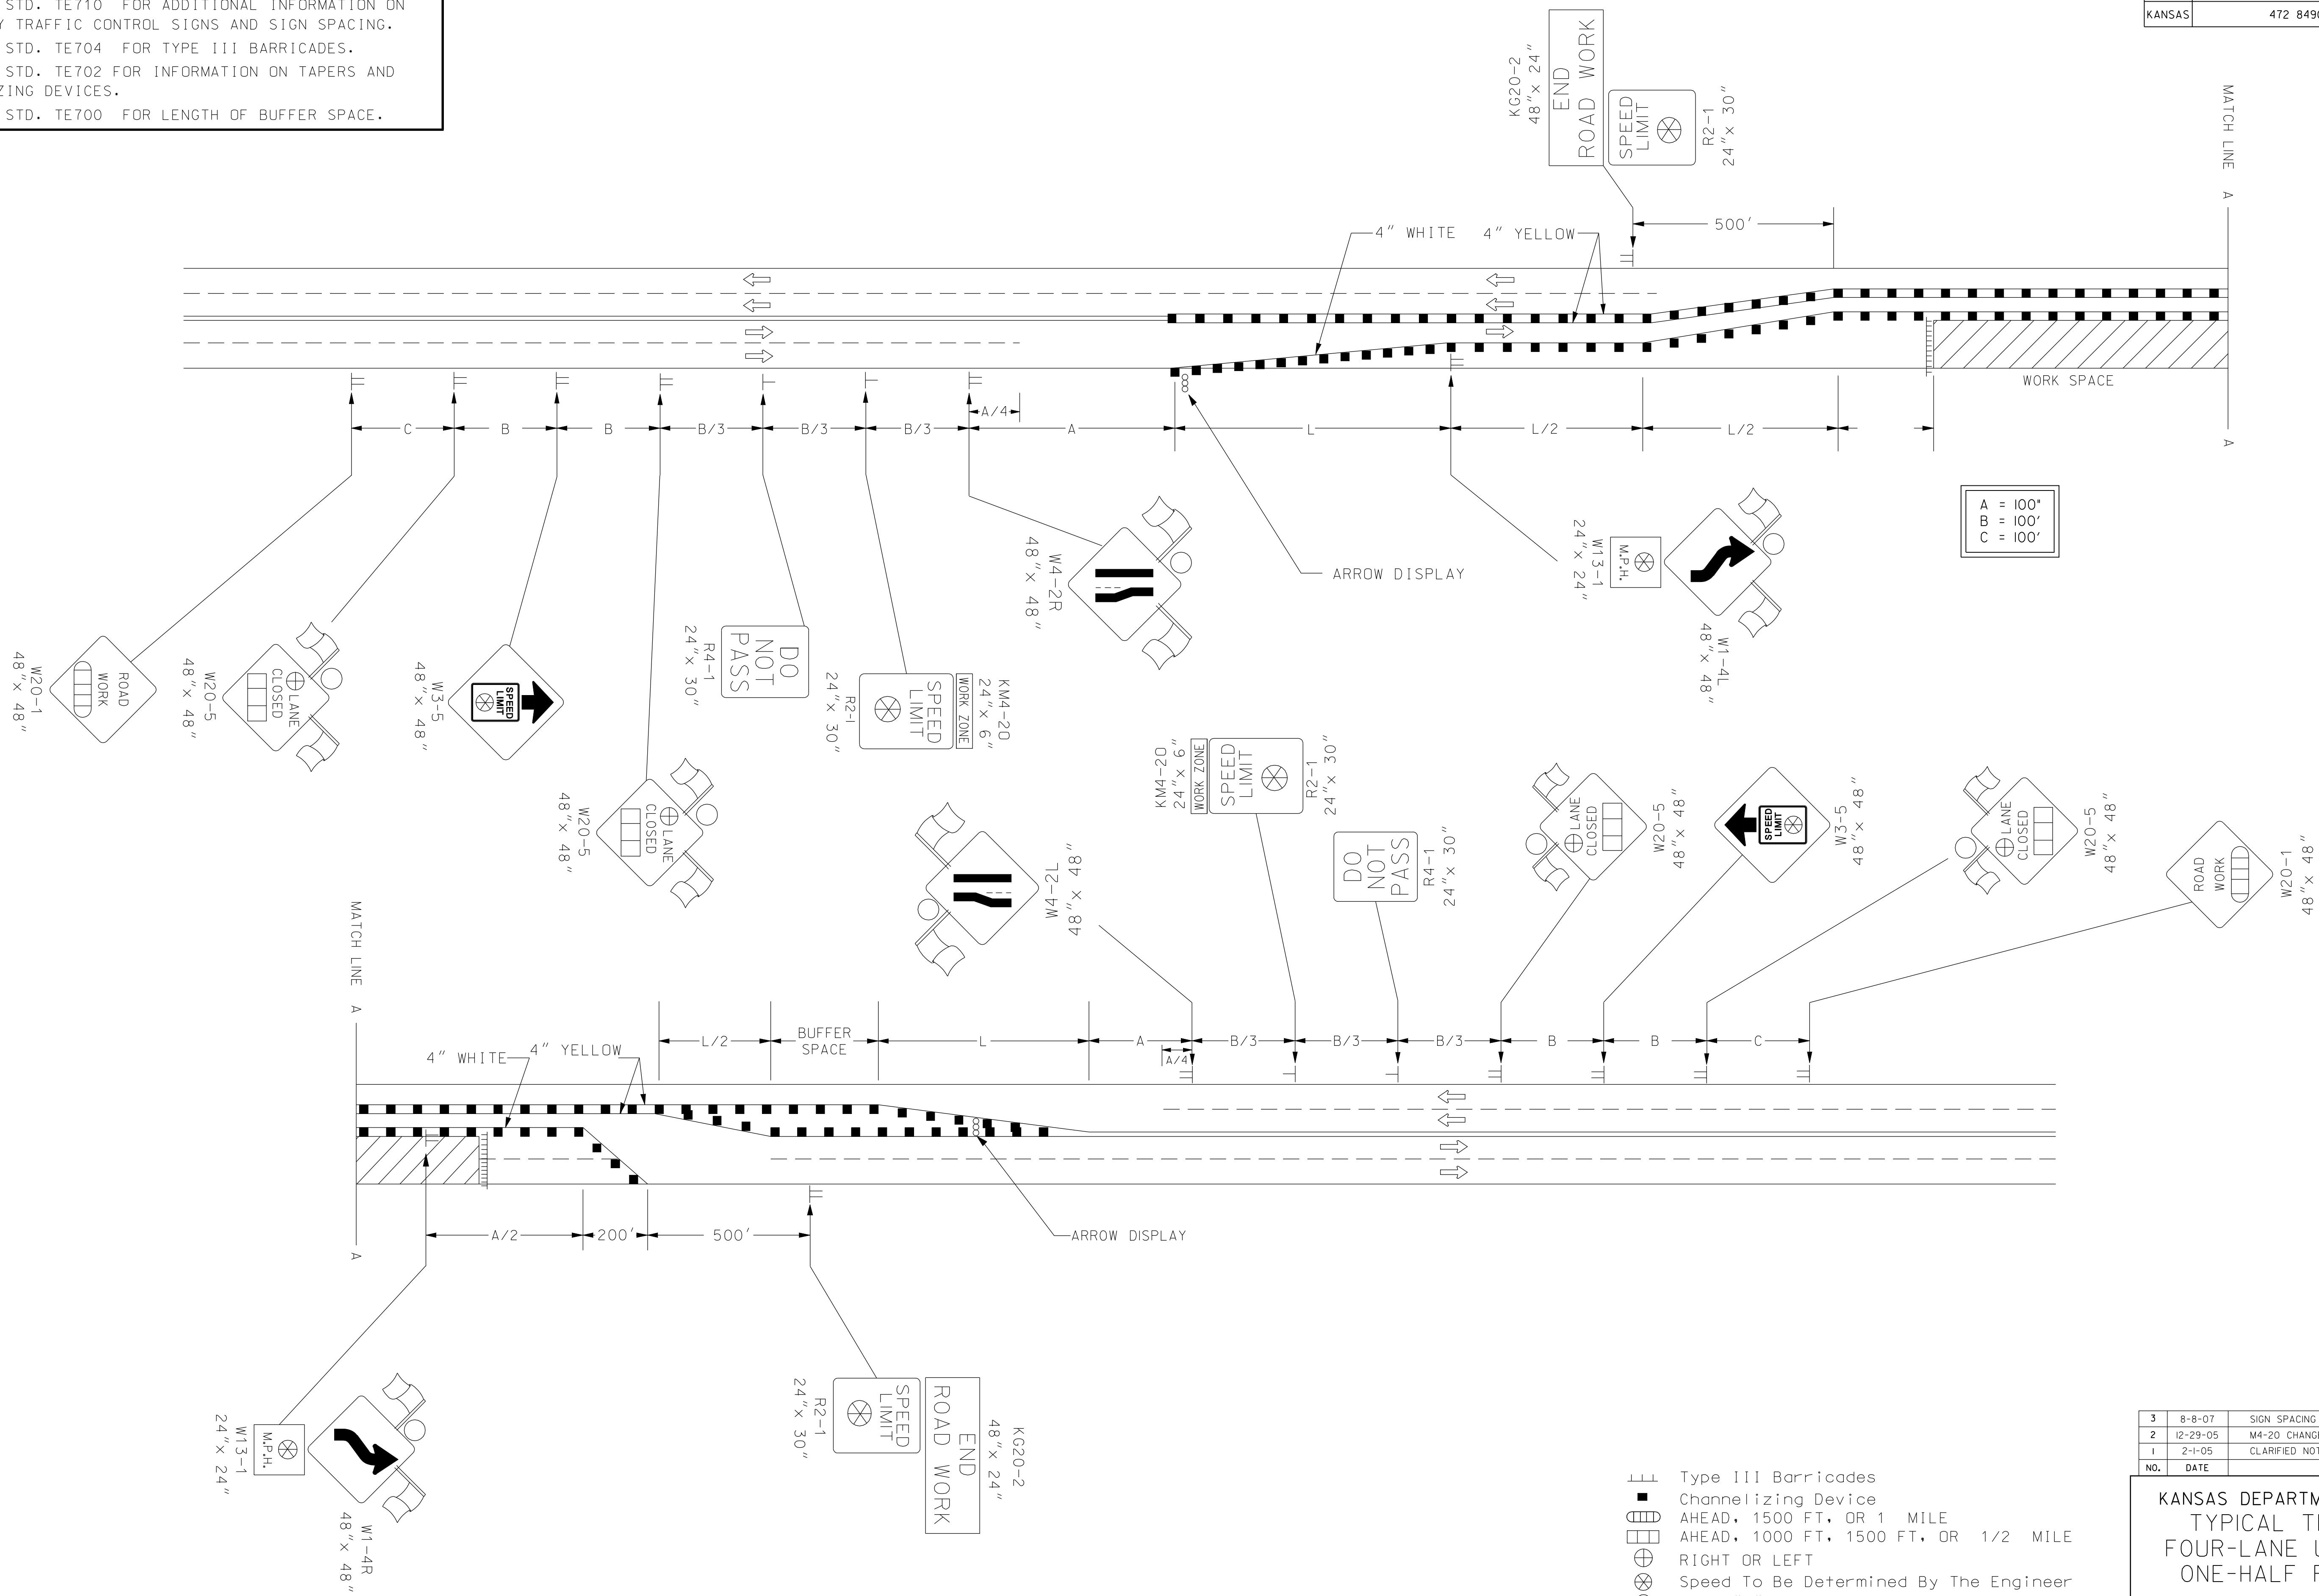 STD. TE710 FOR ADDITIONAL INFORMATION ON
Y TRAFFIC CONTROL SIGNS AND SIGN SPACING.
STD. TE704 FOR TYPE III BARRICADES.
STD. TE702 FOR INFORMATION ON TAPERS AND
ZING DEVICES.
STD. TE700 FOR LENGTH OF BUFFER SPACE.
KANSAS 472 849
KG20-2
48"x 24"
END
ROAD WORK
SPEED
LIMIT
R2-1
24"x 30"
MATCH LINE A
A
500'
4" WHITE
4" YELLOW
WORK SPACE
C
B
B
B/3
B/3
B/3
A/4
A
L
L/2
L/2
A = 100"
B = 100'
C = 100'
ARROW DISPLAY
ROAD
WORK
W20-1
48"x 48"
LANE
CLOSED
W20-5
48"x 48"
SPEED
LIMIT
W3-5
48"x 48"
LANE
CLOSED
W20-5
48"x 48"
DO
NOT
PASS
R4-1
24"x 30"
KM4-20
24"x 6"
WORK ZONE
SPEED
LIMIT
R2-1
24"x 30"
W4-2R
48"x 48"
M.P.H.
W13-1
24"x 24"
W1-4L
48"x 48"
W4-2L
48"x 48"
KM4-20
24"x 6"
WORK ZONE
SPEED
LIMIT
R2-1
24"x 30"
DO
NOT
PASS
R4-1
24"x 30"
LANE
CLOSED
W20-5
48"x 48"
SPEED
LIMIT
W3-5
48"x 48"
LANE
CLOSED
W20-5
48"x 48"
ROAD
WORK
W20-1
48"x 48"
MATCH LINE A
A
4" WHITE
4" YELLOW
L/2
BUFFER
SPACE
L
A
A/4
B/3
B/3
B/3
B
B
C
A/2
200'
500'
ARROW DISPLAY
M.P.H.
W13-1
24"x 24"
W1-4R
48"x 48"
SPEED
LIMIT
R2-1
24"x 30"
END
ROAD WORK
KG20-2
48"x 24"
Type III Barricades
Channelizing Device
AHEAD, 1500 FT, OR 1 MILE
AHEAD, 1000 FT, 1500 FT, OR 1/2 MILE
RIGHT OR LEFT
Speed To Be Determined By The Engineer
3 8-8-07 SIGN SPACING
2 12-29-05 M4-20 CHANGE
1 2-1-05 CLARIFIED NOT
NO. DATE
KANSAS DEPARTM
TYPICAL T
FOUR-LANE U
ONE-HALF